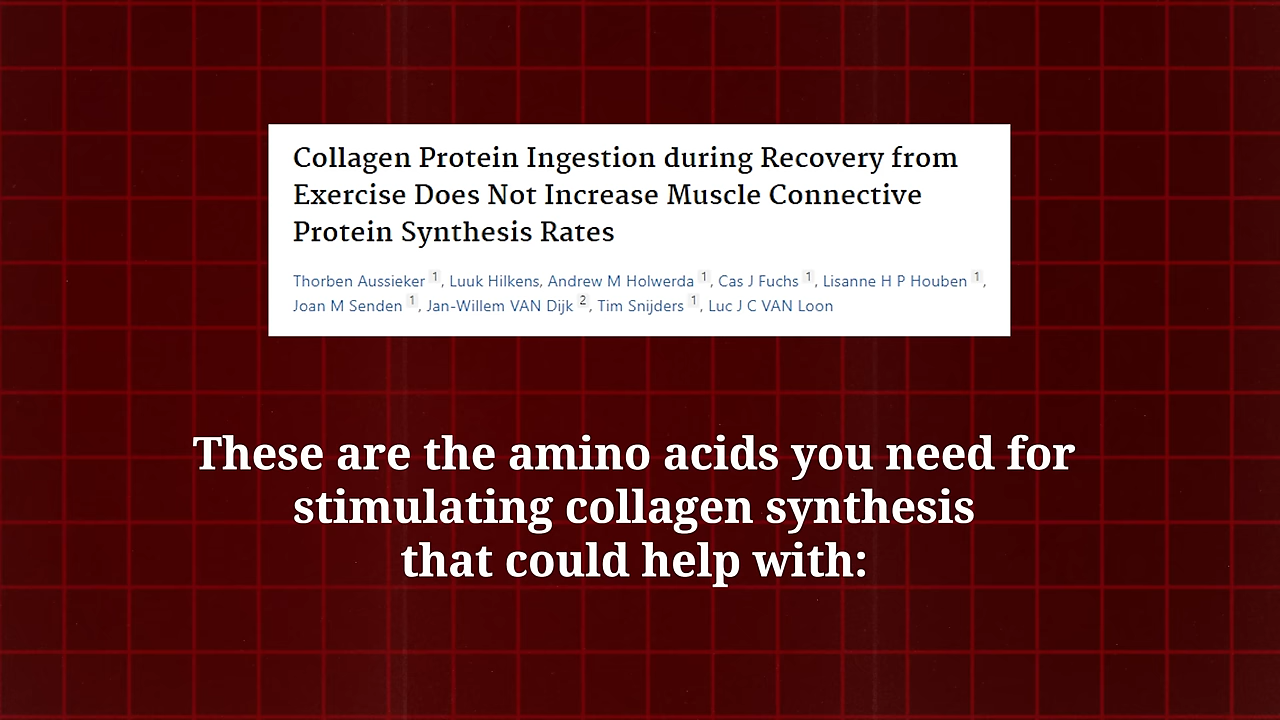 Collagen Protein Ingestion during Recovery from
Exercise Does Not Increase Muscle Connective
Protein Synthesis Rates
Thorben Aussieker 1, Luuk Hilkens, Andrew M Holwerda 1, Cas J Fuchs 1, Lisanne H P Houben 1,
Joan M Senden 1, Jan-Willem VAN Dijk 2, Tim Snijders 1, Luc J C VAN Loon
These are the amino acids you need for
stimulating collagen synthesis
that could help with: